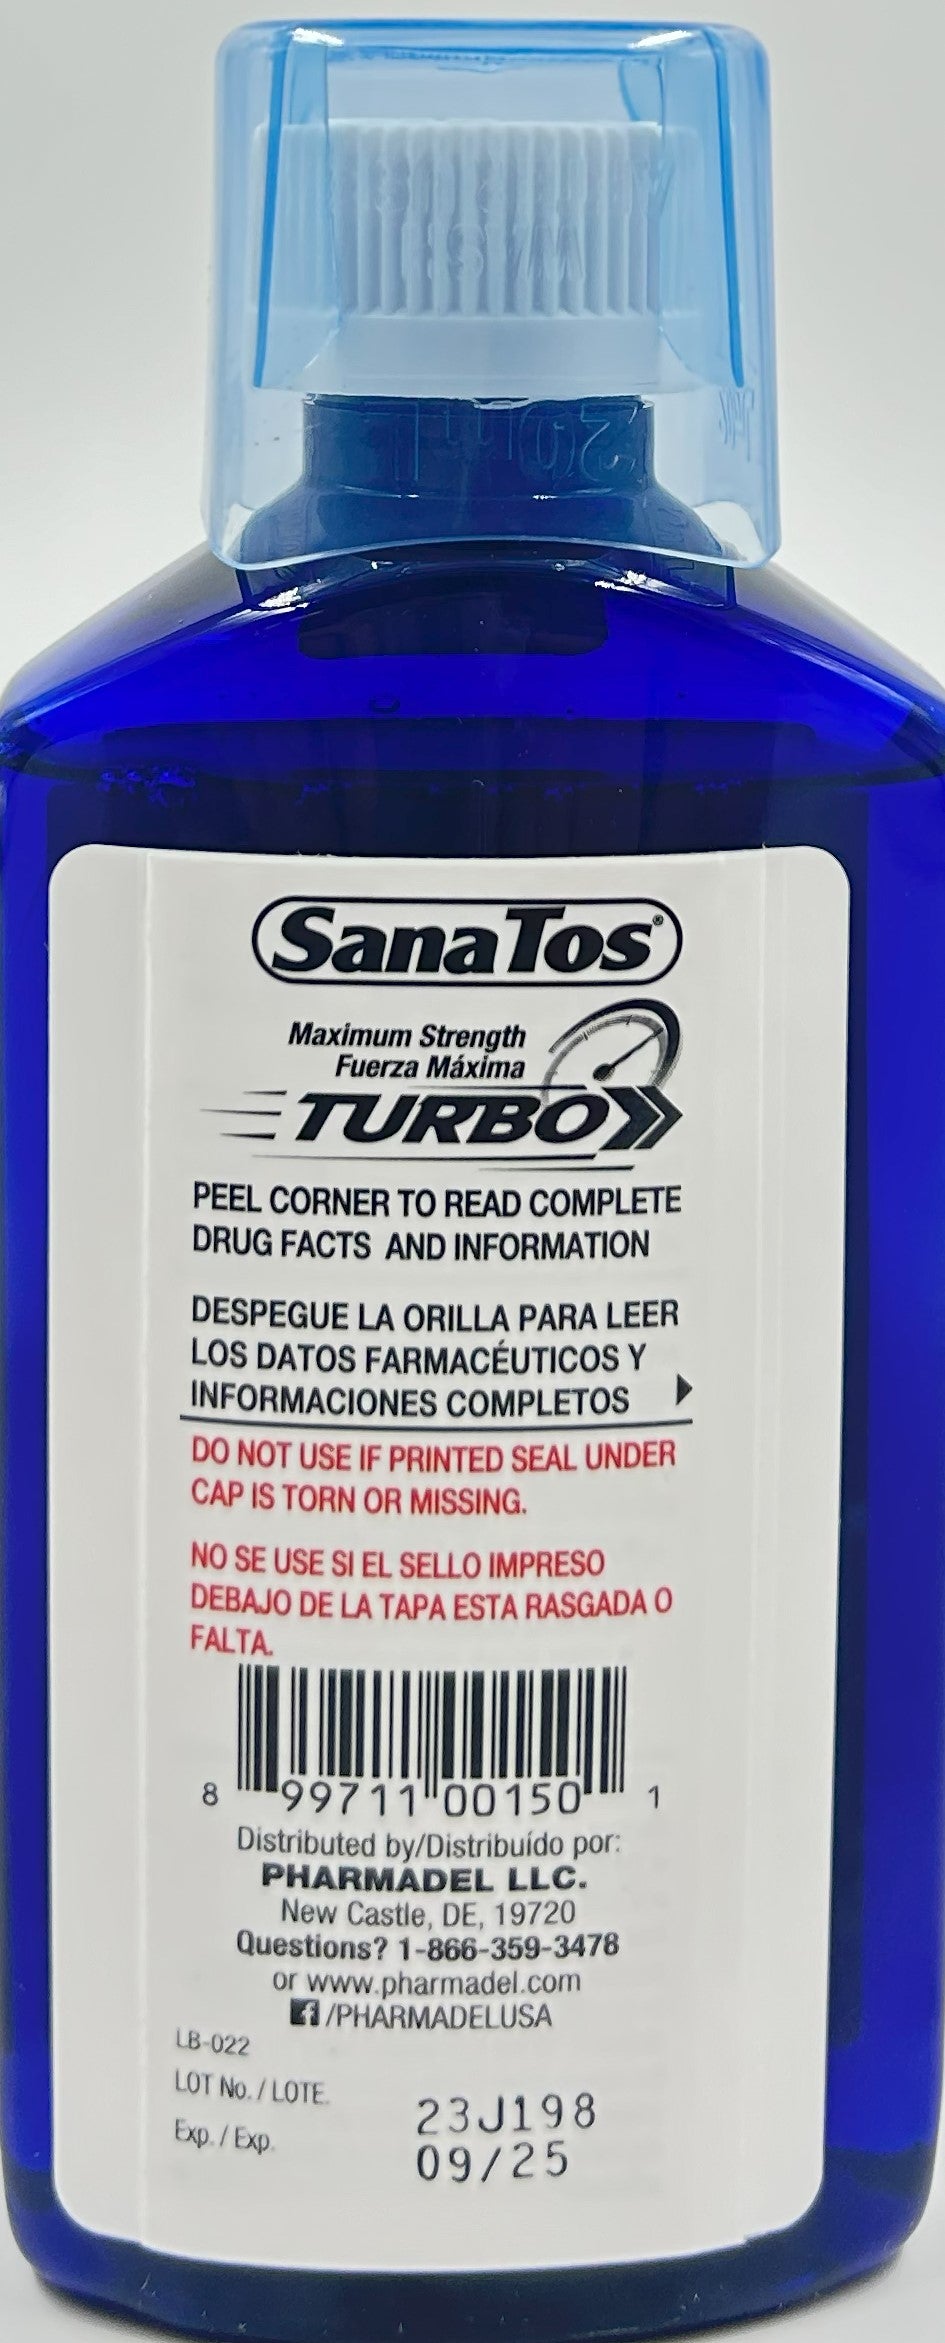 SanaTos®
Maximum Strength
Fuerza Máxima
TURBO
PEEL CORNER TO READ COMPLETE
DRUG FACTS AND INFORMATION
DESPEGUE LA ORILLA PARA LEER
LOS DATOS FARMACÉUTICOS Y
INFORMACIONES COMPLETOS
DO NOT USE IF PRINTED SEAL UNDER
CAP IS TORN OR MISSING.
NO SE USE SI EL SELLO IMPRESO
DEBAJO DE LA TAPA ESTA RASGADA O
FALTA.
8 99711 00150 1
Distributed by/Distribuído por:
PHARMADEL LLC.
New Castle, DE, 19720
Questions? 1-866-359-3478
or www.pharmadel.com
f /PHARMADELUSA
LB-022
LOT No. / LOTE. 23J198
Exp. / Exp. 09/25